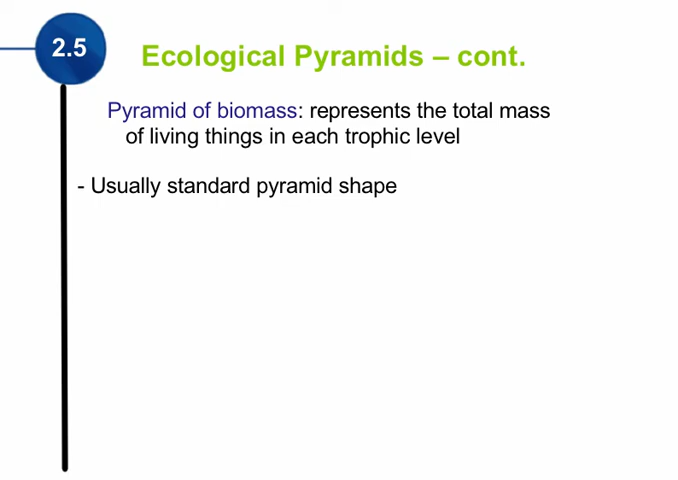 2.5
Ecological Pyramids – cont.
Pyramid of biomass: represents the total mass
of living things in each trophic level
- Usually standard pyramid shape